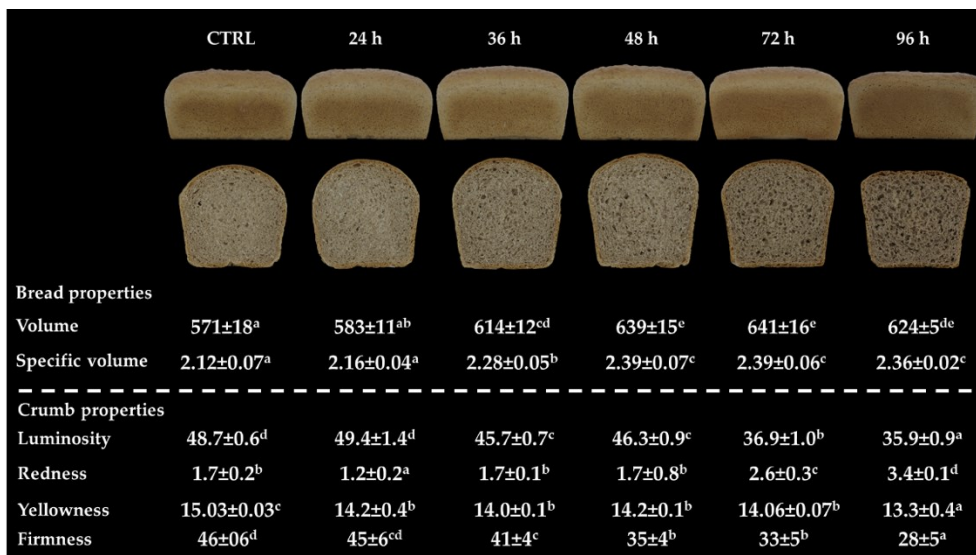 CTRL 24 h 36 h 48 h 72 h 96 h
Bread properties
Volume 571±18ᵃ 583±11ᵃᵇ 614±12ᶜᵈ 639±15ᵉ 641±16ᵉ 624±5ᵈᵉ
Specific volume 2.12±0.07ᵃ 2.16±0.04ᵃ 2.28±0.05ᵇ 2.39±0.07ᶜ 2.39±0.06ᶜ 2.36±0.02ᶜ
Crumb properties
Luminosity 48.7±0.6ᵈ 49.4±1.4ᵈ 45.7±0.7ᶜ 46.3±0.9ᶜ 36.9±1.0ᵇ 35.9±0.9ᵃ
Redness 1.7±0.2ᵇ 1.2±0.2ᵃ 1.7±0.1ᵇ 1.7±0.8ᵇ 2.6±0.3ᶜ 3.4±0.1ᵈ
Yellowness 15.03±0.03ᶜ 14.2±0.4ᵇ 14.0±0.1ᵇ 14.2±0.1ᵇ 14.06±0.07ᵇ 13.3±0.4ᵃ
Firmness 46±06ᵈ 45±6ᶜᵈ 41±4ᶜ 35±4ᵇ 33±5ᵇ 28±5ᵃ